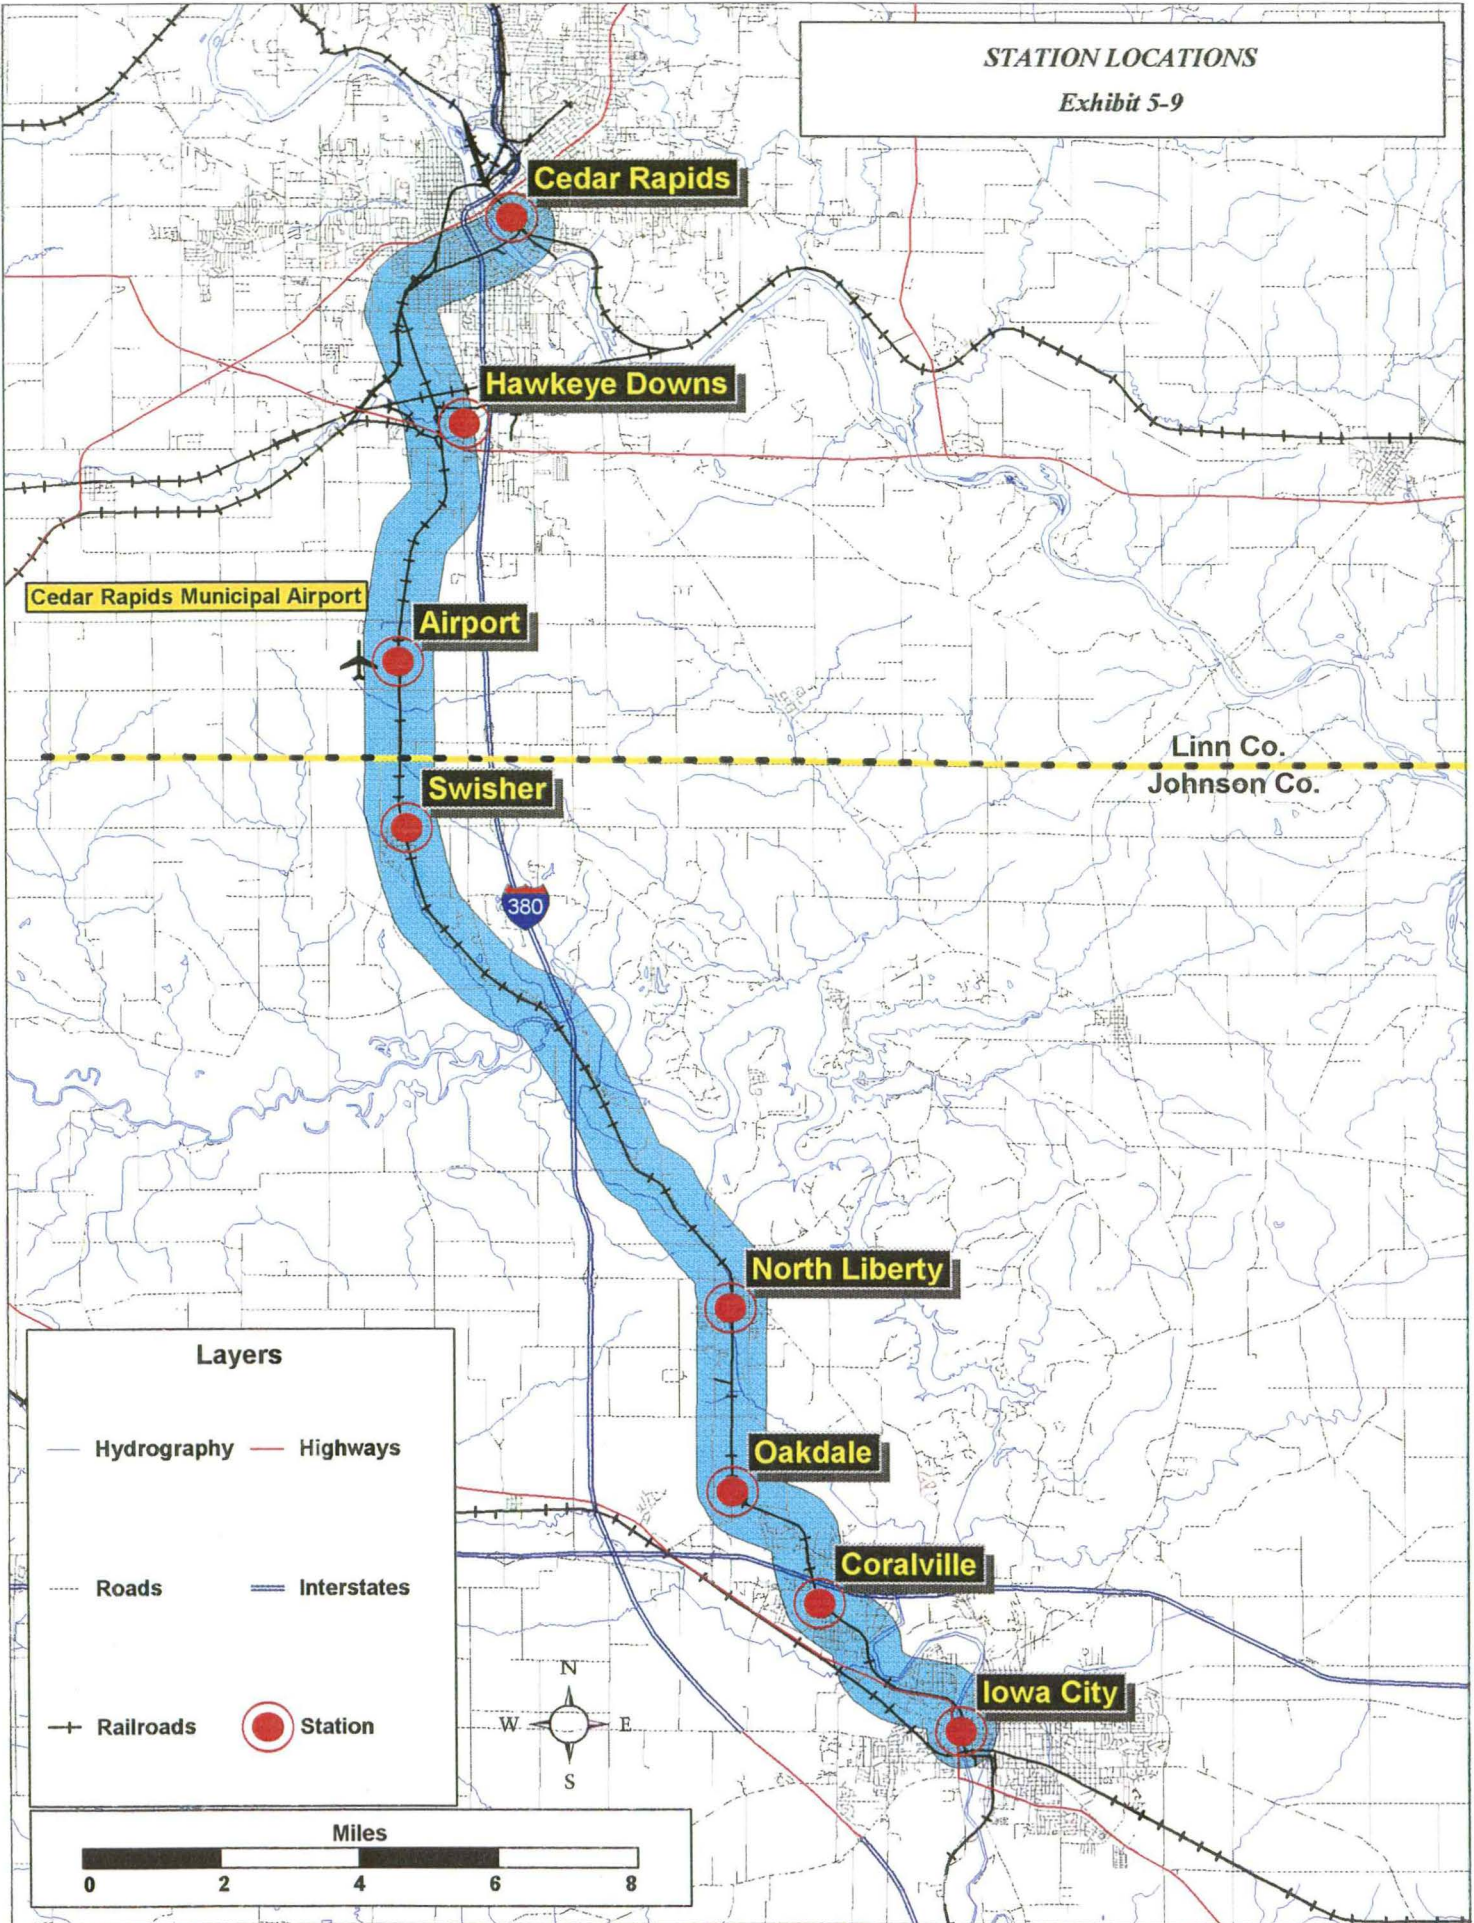 STATION LOCATIONS
Exhibit 5-9
Cedar Rapids
Hawkeye Downs
Cedar Rapids Municipal Airport
Airport
Linn Co.
Johnson Co.
Swisher
380
North Liberty
Layers
Hydrography
Highways
Oakdale
Coralville
Roads
Interstates
N
W
E
S
Iowa City
Railroads
Station
Miles
0 2 4 6 8